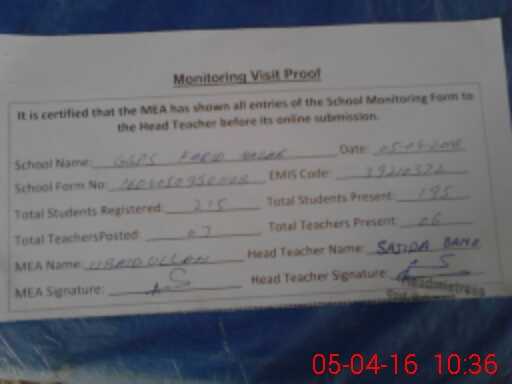 Monitoring Visit Proof
It is certified that the MEA has shown all entries of the School Monitoring Form to
the Head Teacher before its online submission.
School Name: GGPS FARID NAGAR Date: 05-04-2016
School Form No: EMIS Code:
Total Students Registered: 215 Total Students Present: 195
Total TeachersPosted: 07 Total Teachers Present: 06
MEA Name: UBAIDULLAH Head Teacher Name: SAJIDA BANO
MEA Signature: Head Teacher Signature:
Headmistress
05-04-16 10:36